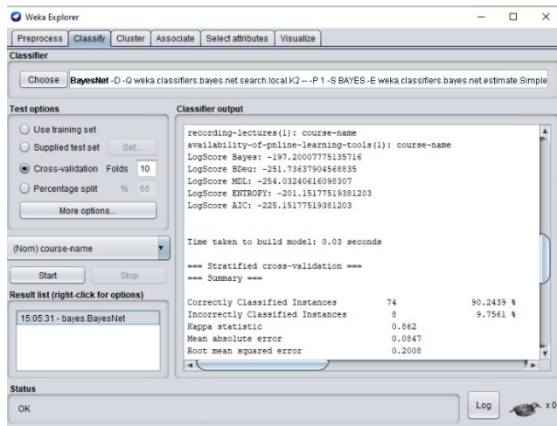 Weka Explorer
Preprocess Classify Cluster Associate Select attributes Visualize
Classifier
Choose BayesNet -D -Q weka.classifiers.bayes.net.search.local.K2 -- -P 1 -S BAYES -E weka.classifiers.bayes.net.estimate.Simple
Test options
Use training set
Supplied test set Set...
Cross-validation Folds 10
Percentage split % 66
More options...
(Nom) course-name
Start Stop
Result list (right-click for options)
15:05:31 - bayes.BayesNet
Classifier output
recording-lectures(1): course-name
availability-of-pnline-learning-tools(1): course-name
LogScore Bayes: -197.20007775135716
LogScore BDeu: -251.73637904568835
LogScore MDL: -254.03240616098307
LogScore ENTROPY: -201.15177519381203
LogScore AIC: -225.15177519381203
Time taken to build model: 0.03 seconds
=== Stratified cross-validation ===
=== Summary ===
Correctly Classified Instances 74 90.2439 %
Incorrectly Classified Instances 8 9.7561 %
Kappa statistic 0.862
Mean absolute error 0.0847
Root mean squared error 0.2008
Status
OK
Log x 0